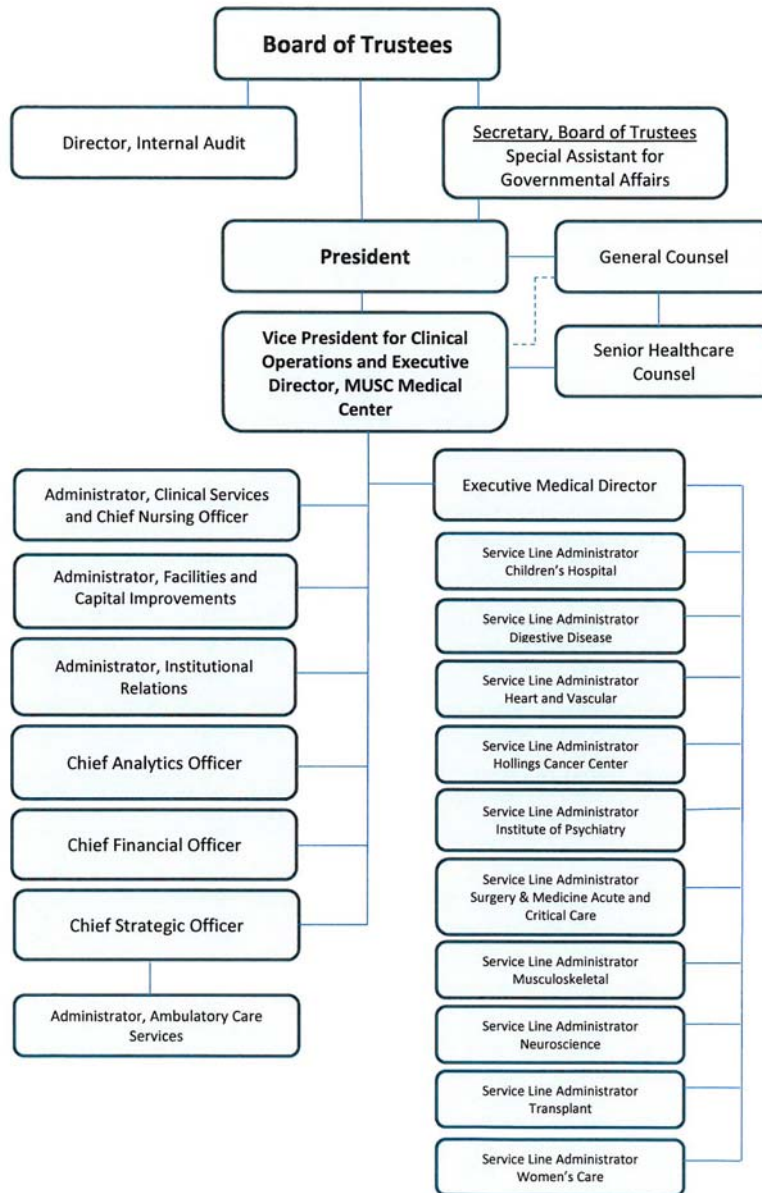 Board of Trustees
Director, Internal Audit
Secretary, Board of Trustees
Special Assistant for
Governmental Affairs
President
General Counsel
Vice President for Clinical
Operations and Executive
Director, MUSC Medical
Center
Senior Healthcare
Counsel
Administrator, Clinical Services
and Chief Nursing Officer
Administrator, Facilities and
Capital Improvements
Administrator, Institutional
Relations
Chief Analytics Officer
Chief Financial Officer
Chief Strategic Officer
Administrator, Ambulatory Care
Services
Executive Medical Director
Service Line Administrator
Children's Hospital
Service Line Administrator
Digestive Disease
Service Line Administrator
Heart and Vascular
Service Line Administrator
Hollings Cancer Center
Service Line Administrator
Institute of Psychiatry
Service Line Administrator
Surgery & Medicine Acute and
Critical Care
Service Line Administrator
Musculoskeletal
Service Line Administrator
Neuroscience
Service Line Administrator
Transplant
Service Line Administrator
Women's Care